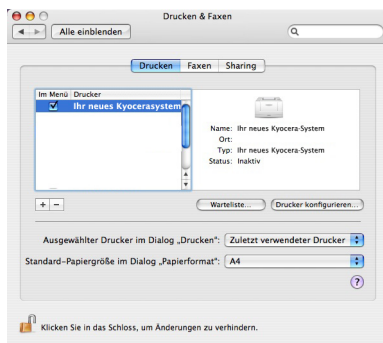 Drucken & Faxen
Alle einblenden
Drucken Faxen Sharing
Im Menü Drucker
Ihr neues Kyocerasystem
Name: Ihr neues Kyocera-System
Ort:
Typ: Ihr neues Kyocera-System
Status: Inaktiv
+ −
Warteliste... Drucker konfigurieren...
Ausgewählter Drucker im Dialog „Drucken“: Zuletzt verwendeter Drucker
Standard-Papiergröße im Dialog „Papierformat“: A4
?
Klicken Sie in das Schloss, um Änderungen zu verhindern.